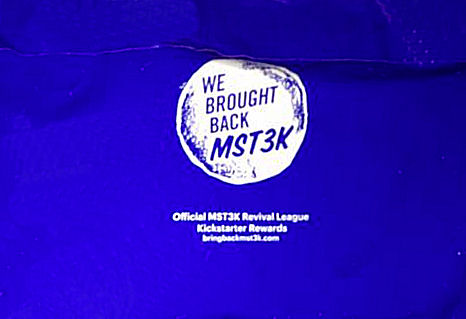 WE
BROUGHT
BACK
MST3K
Official MST3K Revival League
Kickstarter Rewards
bringbackmst3k.com